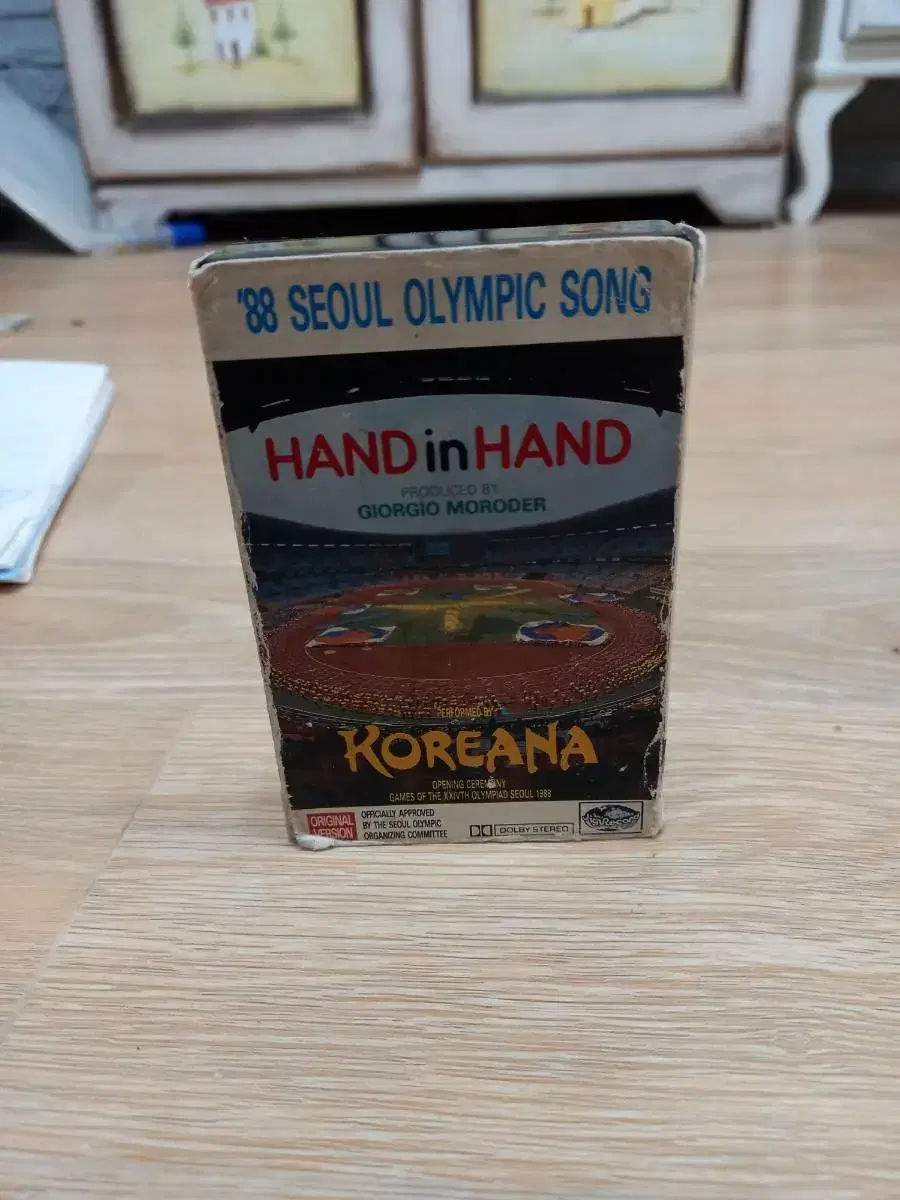 '88 SEOUL OLYMPIC SONG
HAND in HAND
PRODUCED BY
GIORGIO MORODER
PERFORMED BY
KOREANA
OPENING CEREMONY
GAMES OF THE XXIVTH OLYMPIAD SEOUL 1988
ORIGINAL
VERSION
OFFICIALLY APPROVED
BY THE SEOUL OLYMPIC
ORGANIZING COMMITTEE
DOLBY STEREO